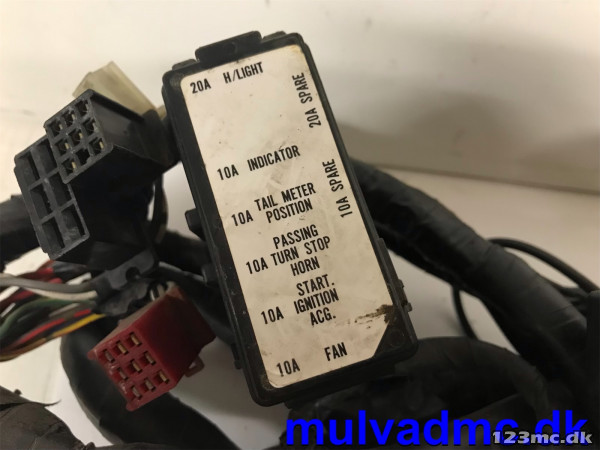 20A H/LIGHT
20A SPARE
10A INDICATOR
10A TAIL METER
POSITION
10A SPARE
PASSING
10A TURN STOP
HORN
START.
10A IGNITION
ACG.
10A FAN
mulvadmc.dk
123mc.dk